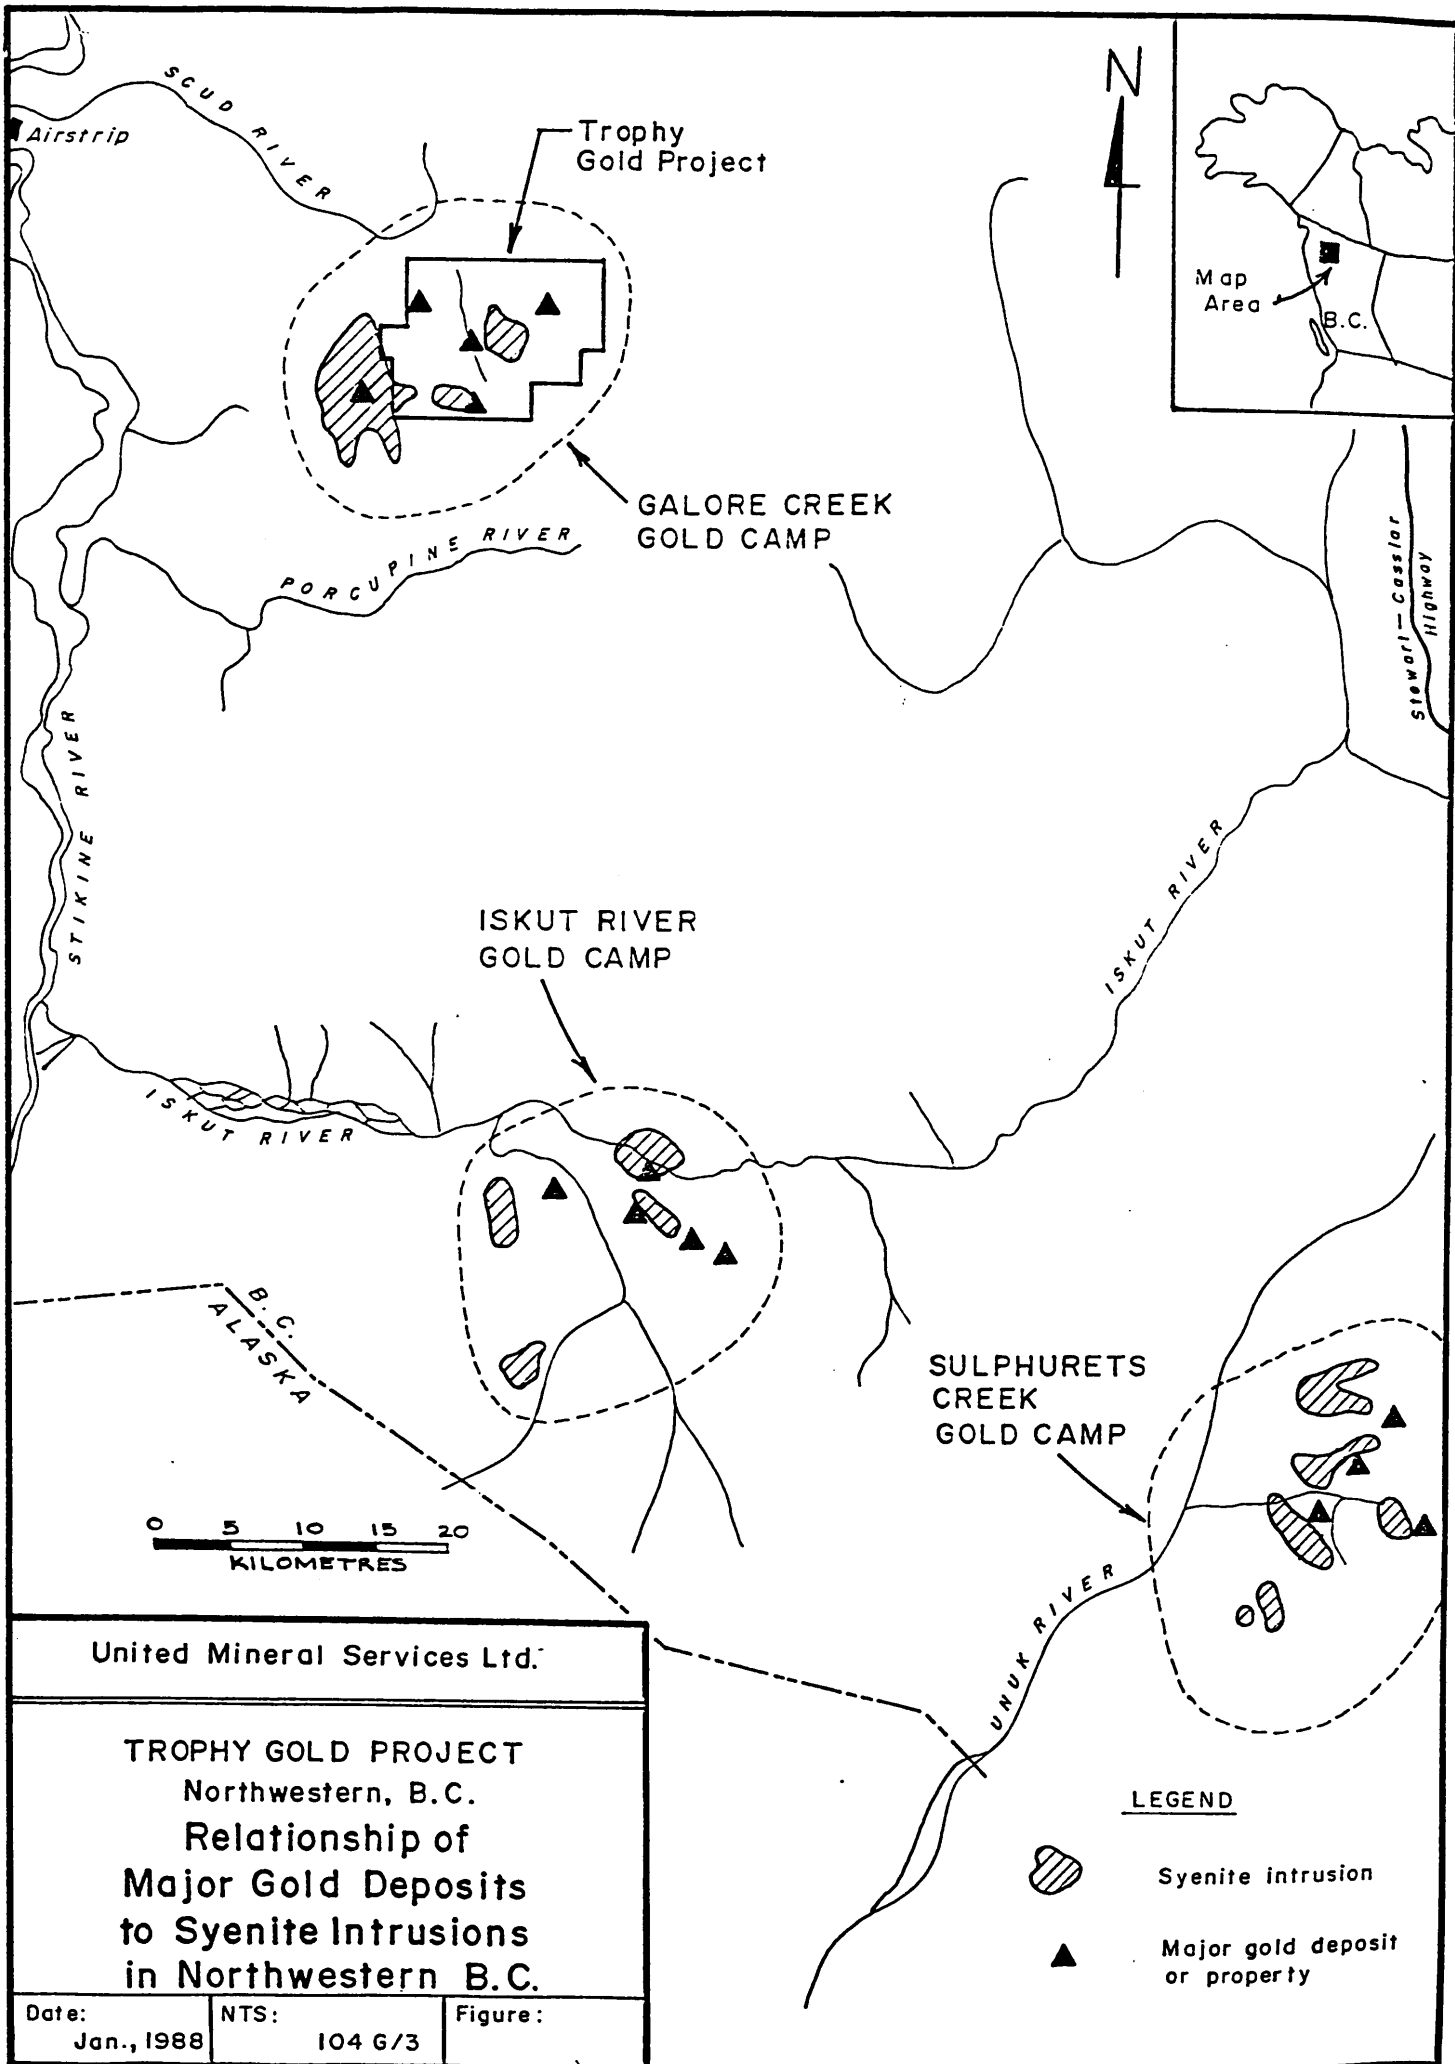 SCUD RIVER
Airstrip
Trophy
Gold Project
N
Map
Area
B.C.
GALORE CREEK
GOLD CAMP
PORCUPINE RIVER
Stewart-Cassiar
Highway
STIKINE RIVER
ISKUT RIVER
ISKUT RIVER
GOLD CAMP
ISKUT RIVER
B.C.
ALASKA
SULPHURETS
CREEK
GOLD CAMP
0 5 10 15 20
KILOMETRES
UNUK RIVER
United Mineral Services Ltd.
TROPHY GOLD PROJECT
Northwestern, B.C.
Relationship of
Major Gold Deposits
to Syenite Intrusions
in Northwestern B.C.
Date:
Jan., 1988
NTS:
104 G/3
Figure:
LEGEND
Syenite intrusion
Major gold deposit
or property